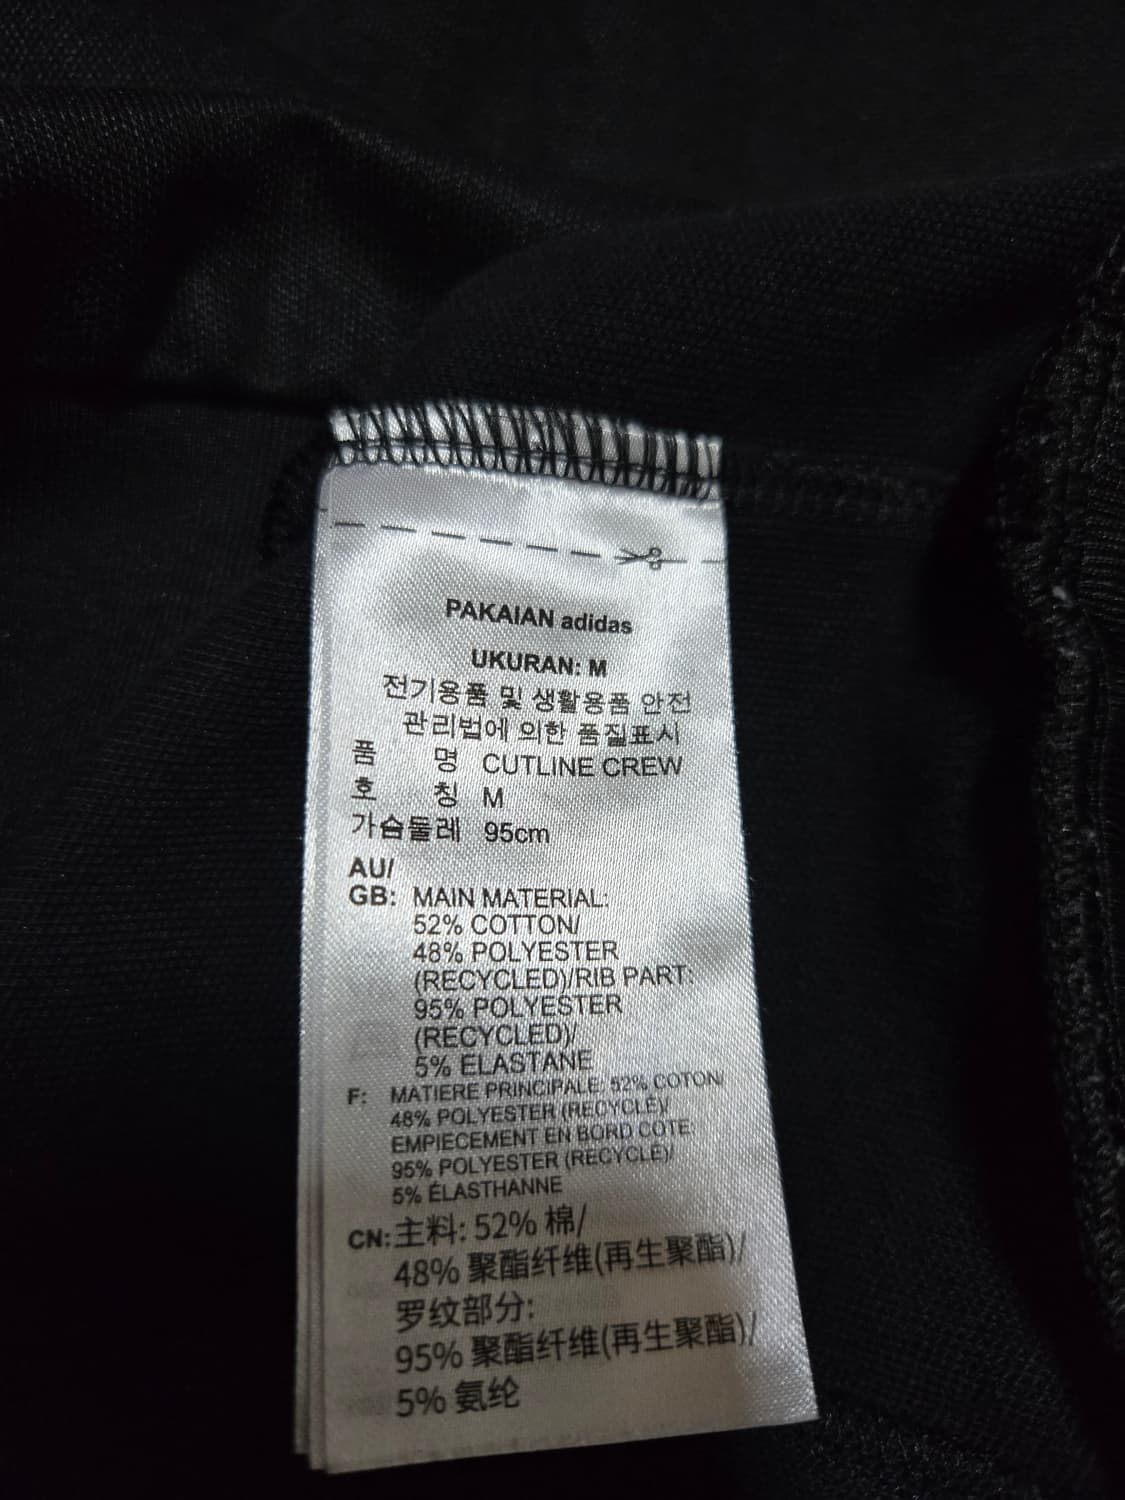 PAKAIAN adidas
UKURAN: M
전기용품 및 생활용품 안전
관리법에 의한 품질표시
품 명 CUTLINE CREW
호 칭 M
가슴둘레 95cm
AU/
GB: MAIN MATERIAL:
52% COTTON/
48% POLYESTER
(RECYCLED)/RIB PART:
95% POLYESTER
(RECYCLED)/
5% ELASTANE
F: MATIERE PRINCIPALE: 52% COTON/
48% POLYESTER (RECYCLÉ)/
EMPIECEMENT EN BORD COTE:
95% POLYESTER (RECYCLÉ)/
5% ÉLASTHANNE
CN: 主料: 52% 棉/
48% 聚酯纤维(再生聚酯)/
罗纹部分:
95% 聚酯纤维(再生聚酯)/
5% 氨纶